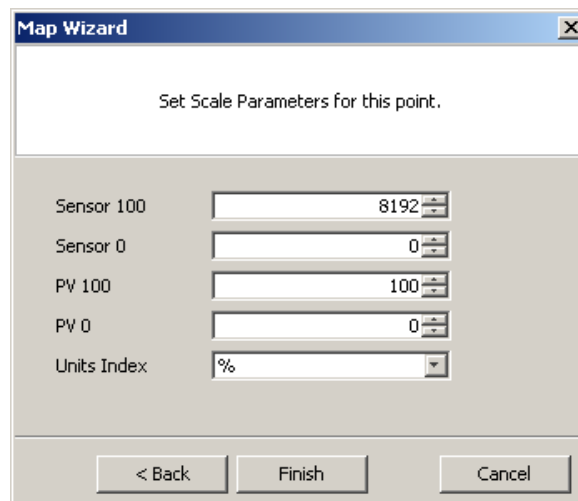 Map Wizard
Set Scale Parameters for this point.
Sensor 100 8192
Sensor 0 0
PV 100 100
PV 0 0
Units Index %
< Back Finish Cancel